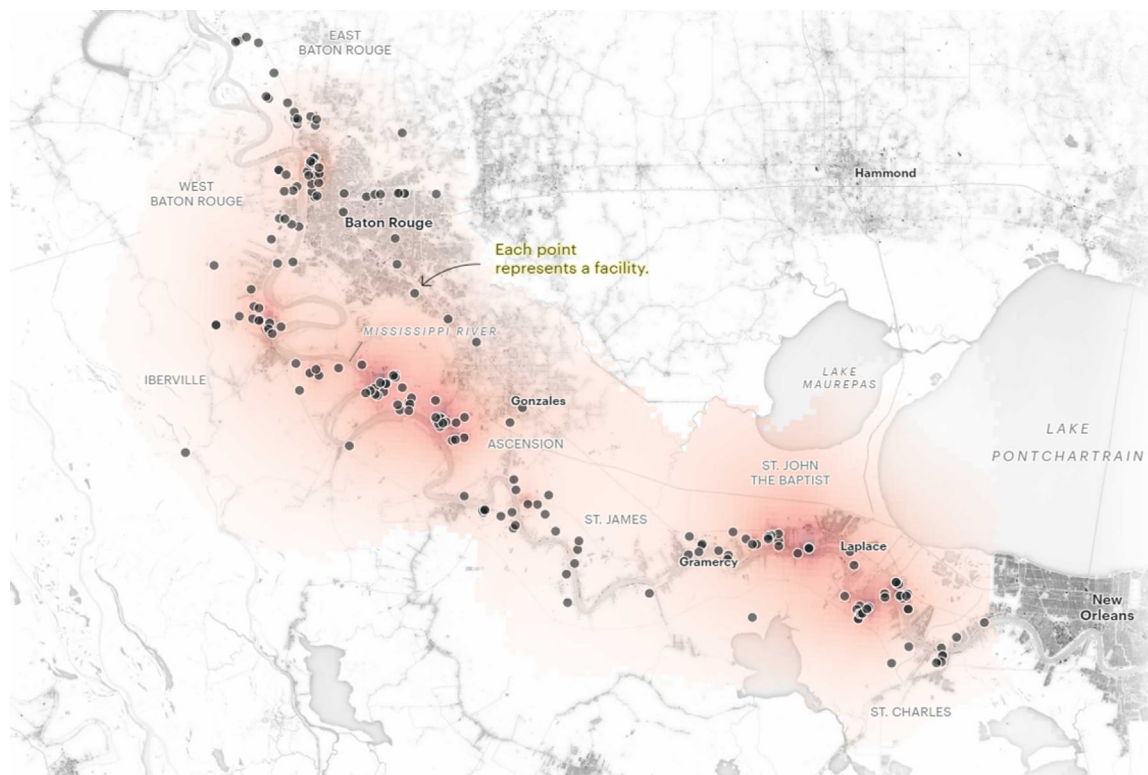 EAST
BATON ROUGE
Hammond
WEST
BATON ROUGE
Baton Rouge
Each point
represents a facility.
MISSISSIPPI RIVER
IBERVILLE
LAKE
MAUREPAS
Gonzales
LAKE
PONTCHARTRAIN
ASCENSION
ST. JOHN
THE BAPTIST
ST. JAMES
Laplace
Gramercy
New
Orleans
ST. CHARLES